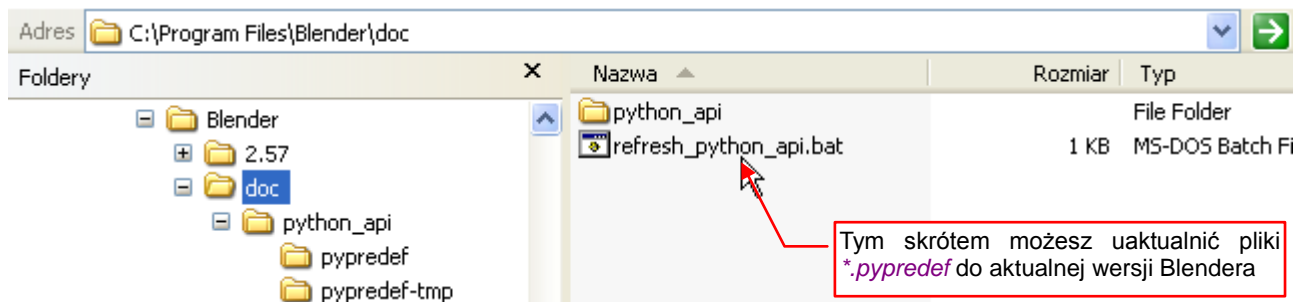 Adres C:\Program Files\Blender\doc
Foldery Nazwa Rozmiar Typ
Blender python_api File Folder
2.57 refresh_python_api.bat 1 KB MS-DOS Batch Fi
doc
python_api
Tym skrótem możesz uaktualnić pliki
pypredef *.pypredef do aktualnej wersji Blendera
pypredef-tmp